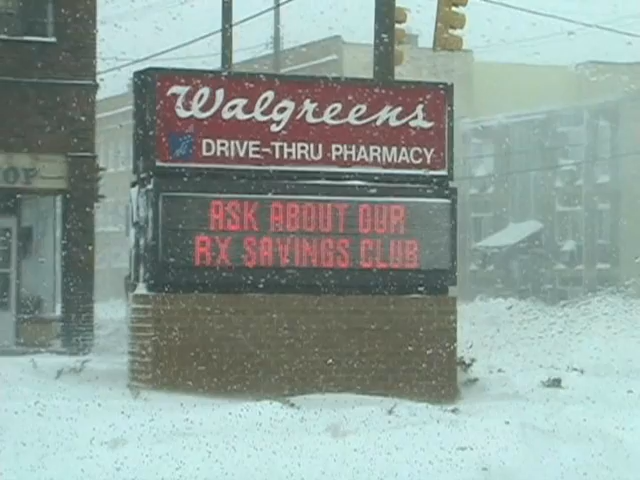 Walgreens
DRIVE-THRU PHARMACY
ASK ABOUT OUR
RX SAVINGS CLUB